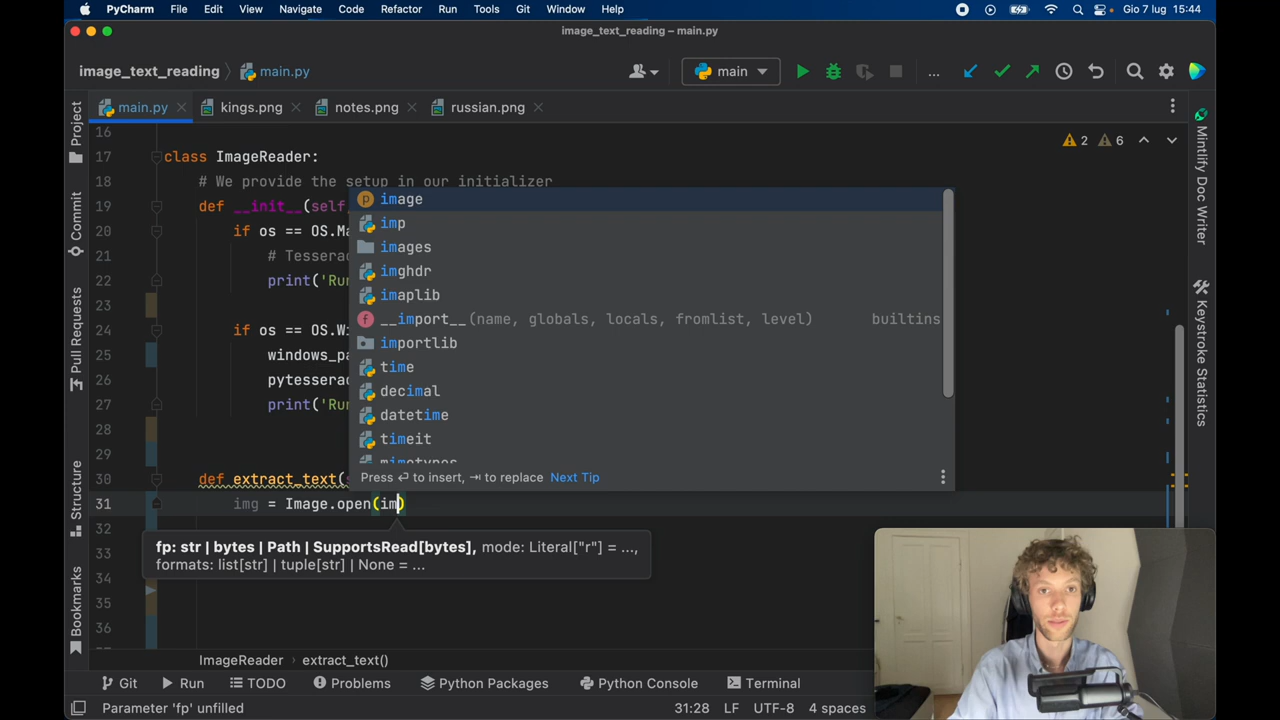 PyCharm File Edit View Navigate Code Refactor Run Tools Git Window Help Gio 7 lug 15:44
image_text_reading – main.py
image_text_reading main.py main ...
main.py kings.png notes.png russian.png
Project
Commit
Pull Requests
Structure
Bookmarks
2 6
16
17 class ImageReader:
18 # We provide the setup in our initializer
19 def __init__(self,
20 if os == OS.Ma
21 # Tesserac
22 print('Run
23
24 if os == OS.Wi
25 windows_pa
26 pytesserac
27 print('Run
28
29
30 def extract_text(s
31 img = Image.open(im)
32
33
34
35
36
image
imp
images
imghdr
imaplib
__import__(name, globals, locals, fromlist, level) builtins
importlib
time
decimal
datetime
timeit
mimetypes
Press ↵ to insert, ⇥ to replace Next Tip
fp: str | bytes | Path | SupportsRead[bytes], mode: Literal["r"] = ...,
formats: list[str] | tuple[str] | None = ...
Mintlify Doc Writer
Keystroke Statistics
ImageReader extract_text()
Git Run TODO Problems Python Packages Python Console Terminal
Parameter 'fp' unfilled 31:28 LF UTF-8 4 spaces